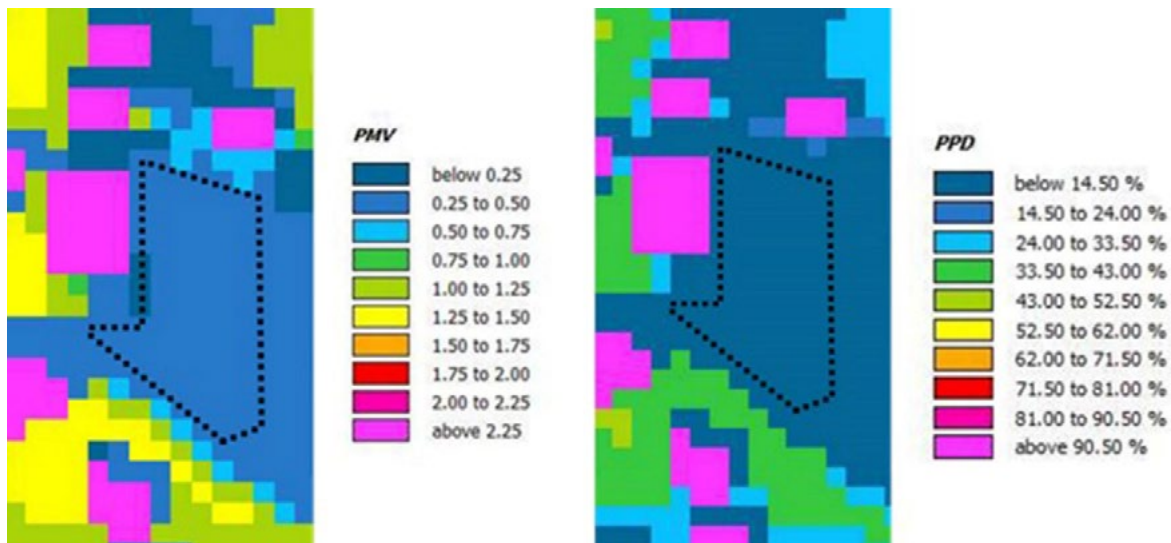 PMV
below 0.25
0.25 to 0.50
0.50 to 0.75
0.75 to 1.00
1.00 to 1.25
1.25 to 1.50
1.50 to 1.75
1.75 to 2.00
2.00 to 2.25
above 2.25
PPD
below 14.50 %
14.50 to 24.00 %
24.00 to 33.50 %
33.50 to 43.00 %
43.00 to 52.50 %
52.50 to 62.00 %
62.00 to 71.50 %
71.50 to 81.00 %
81.00 to 90.50 %
above 90.50 %